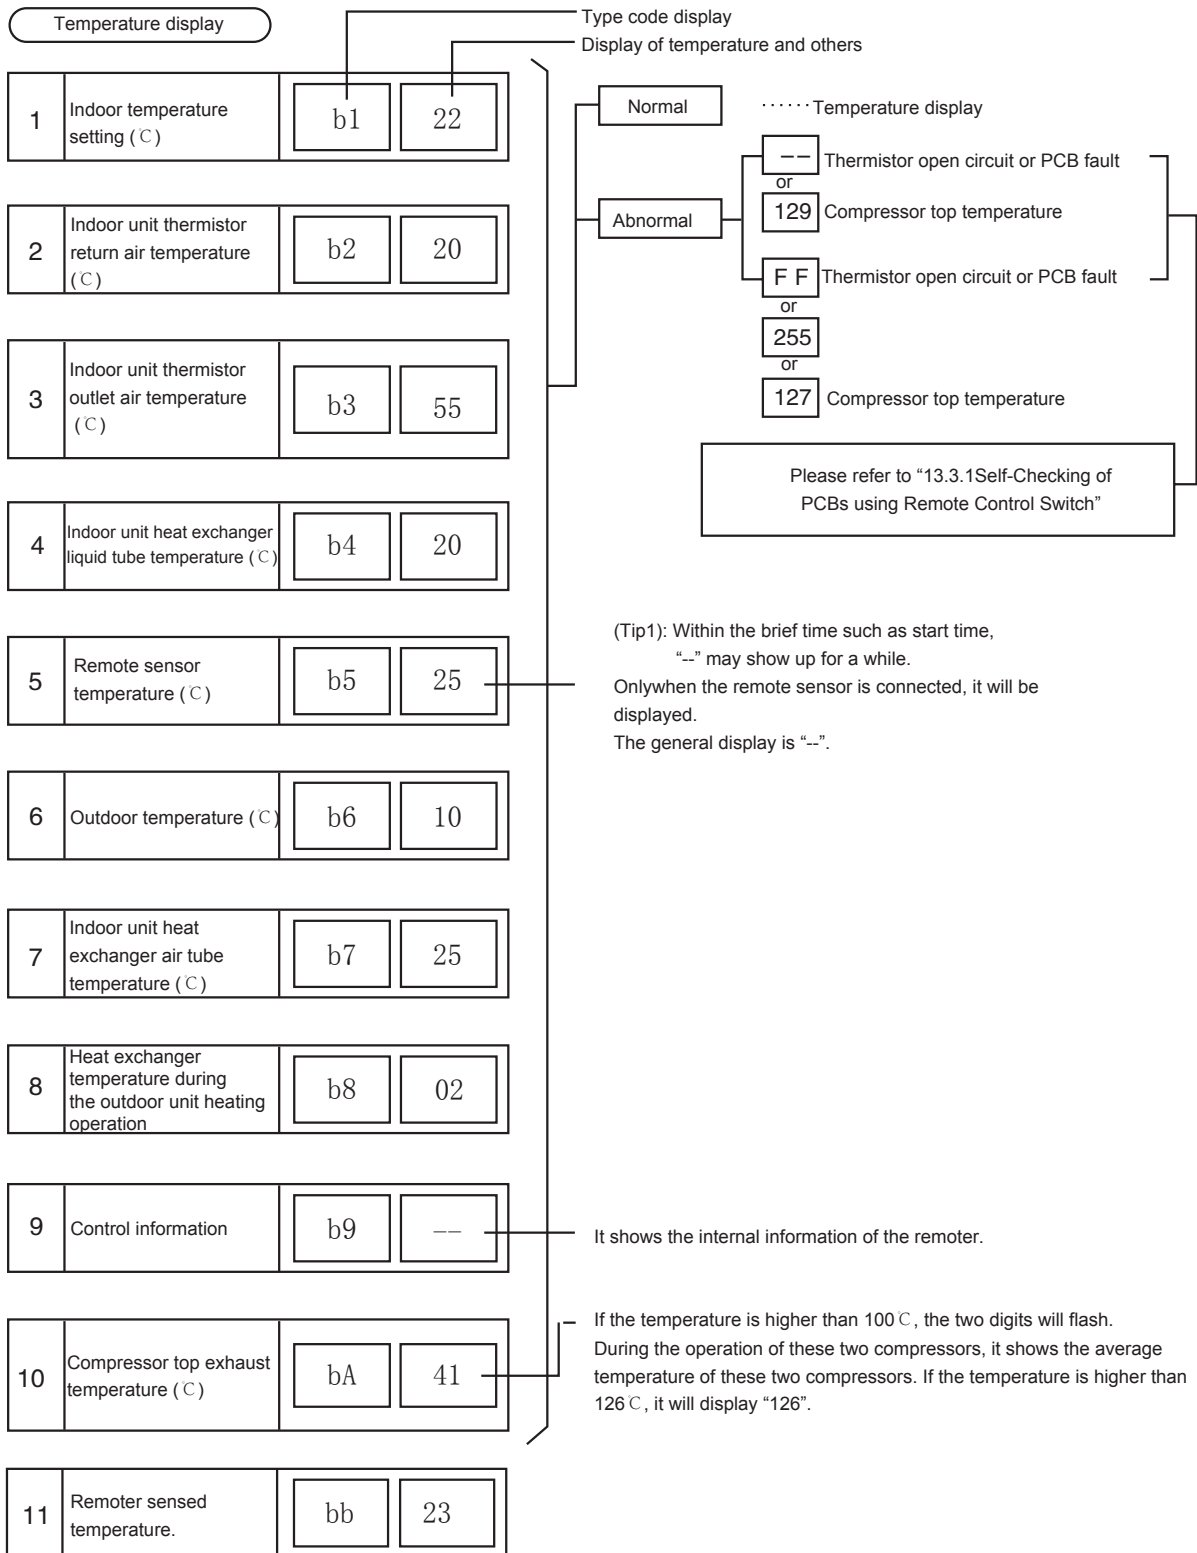 Temperature display
Type code display
Display of temperature and others
1
Indoor temperature
setting (℃)
b1
22
Normal
······Temperature display
Abnormal
--
Thermistor open circuit or PCB fault
or
129
Compressor top temperature
F F
Thermistor open circuit or PCB fault
or
255
or
127
Compressor top temperature
Please refer to “13.3.1Self-Checking of
PCBs using Remote Control Switch”
2
Indoor unit thermistor
return air temperature
(℃)
b2
20
3
Indoor unit thermistor
outlet air temperature
(℃)
b3
55
4
Indoor unit heat exchanger
liquid tube temperature (℃)
b4
20
5
Remote sensor
temperature (℃)
b5
25
(Tip1): Within the brief time such as start time,
“--” may show up for a while.
Onlywhen the remote sensor is connected, it will be
displayed.
The general display is “--”.
6
Outdoor temperature (℃)
b6
10
7
Indoor unit heat
exchanger air tube
temperature (℃)
b7
25
8
Heat exchanger
temperature during
the outdoor unit heating
operation
b8
02
9
Control information
b9
--
It shows the internal information of the remoter.
10
Compressor top exhaust
temperature (℃)
bA
41
If the temperature is higher than 100℃, the two digits will flash.
During the operation of these two compressors, it shows the average
temperature of these two compressors. If the temperature is higher than
126℃, it will display “126”.
11
Remoter sensed
temperature.
bb
23